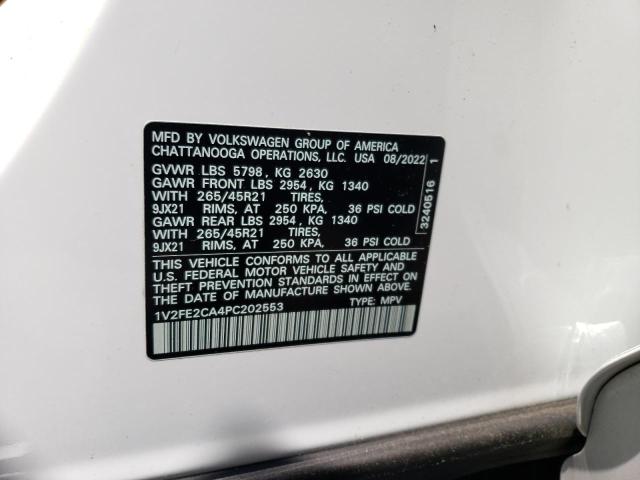 MFD BY VOLKSWAGEN GROUP OF AMERICA
CHATTANOOGA OPERATIONS, LLC. USA 08/2022
GVWR LBS 5798, KG 2630
GAWR FRONT LBS 2954, KG 1340
WITH 265/45R21 TIRES,
9JX21 RIMS, AT 250 KPA, 36 PSI COLD
GAWR REAR LBS 2954, KG 1340
WITH 265/45R21 TIRES,
9JX21 RIMS, AT 250 KPA, 36 PSI COLD
THIS VEHICLE CONFORMS TO ALL APPLICABLE
U.S. FEDERAL MOTOR VEHICLE SAFETY AND
THEFT PREVENTION STANDARDS IN EFFECT ON
THE DATE OF MANUFACTURE SHOWN ABOVE.
1V2FE2CA4PC202553 TYPE: MPV
3240516 1